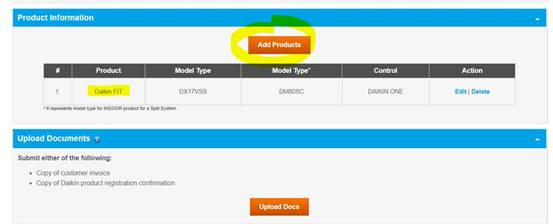 Product Information -
Add Products
# Product Model Type Model Type* Control Action
1 Daikin FIT DX17VSS DM80SC DAIKIN ONE Edit | Delete
* It represents model type for INDOOR product for a Split System.
Upload Documents ? -
Submit either of the following:
• Copy of customer invoice
• Copy of Daikin product registration confirmation
Upload Docs